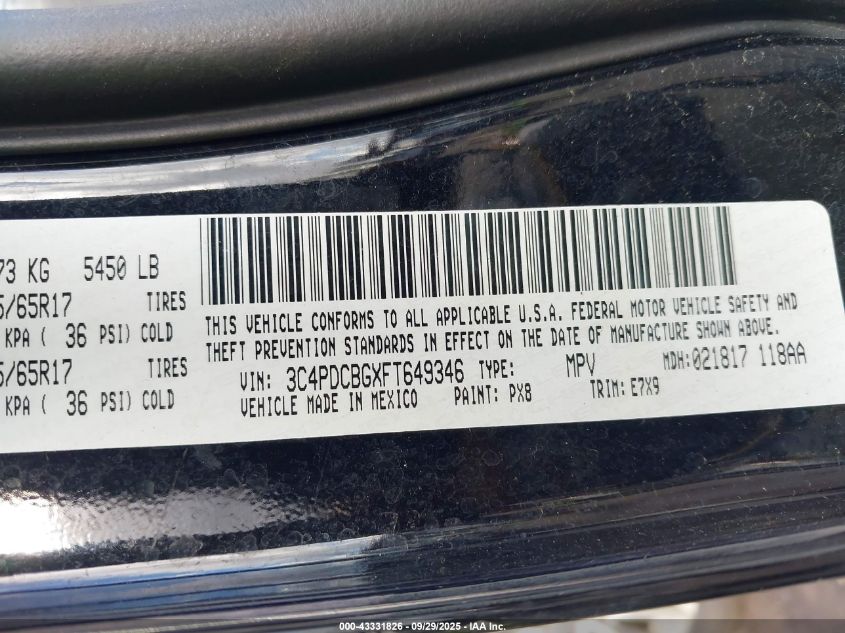 73 KG 5450 LB
5/65R17 TIRES
KPA ( 36 PSI) COLD
5/65R17 TIRES
KPA ( 36 PSI) COLD
THIS VEHICLE CONFORMS TO ALL APPLICABLE U.S.A. FEDERAL MOTOR VEHICLE SAFETY AND
THEFT PREVENTION STANDARDS IN EFFECT ON THE DATE OF MANUFACTURE SHOWN ABOVE.
VIN: 3C4PDCBGXFT649346 TYPE: MPV MDH: 021817 118AA
VEHICLE MADE IN MEXICO PAINT: PX8 TRIM: E7X9
000-43331826 - 09/29/2025 - IAA Inc.